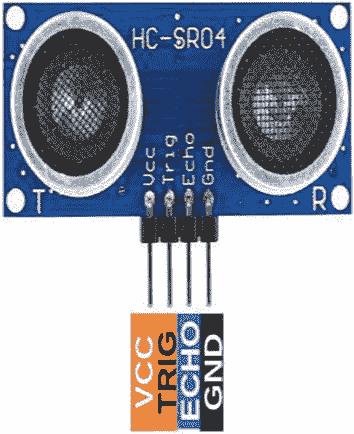 HC-SR04
Vcc
Trig
Echo
Gnd
T
R
VCC
TRIG
ECHO
GND